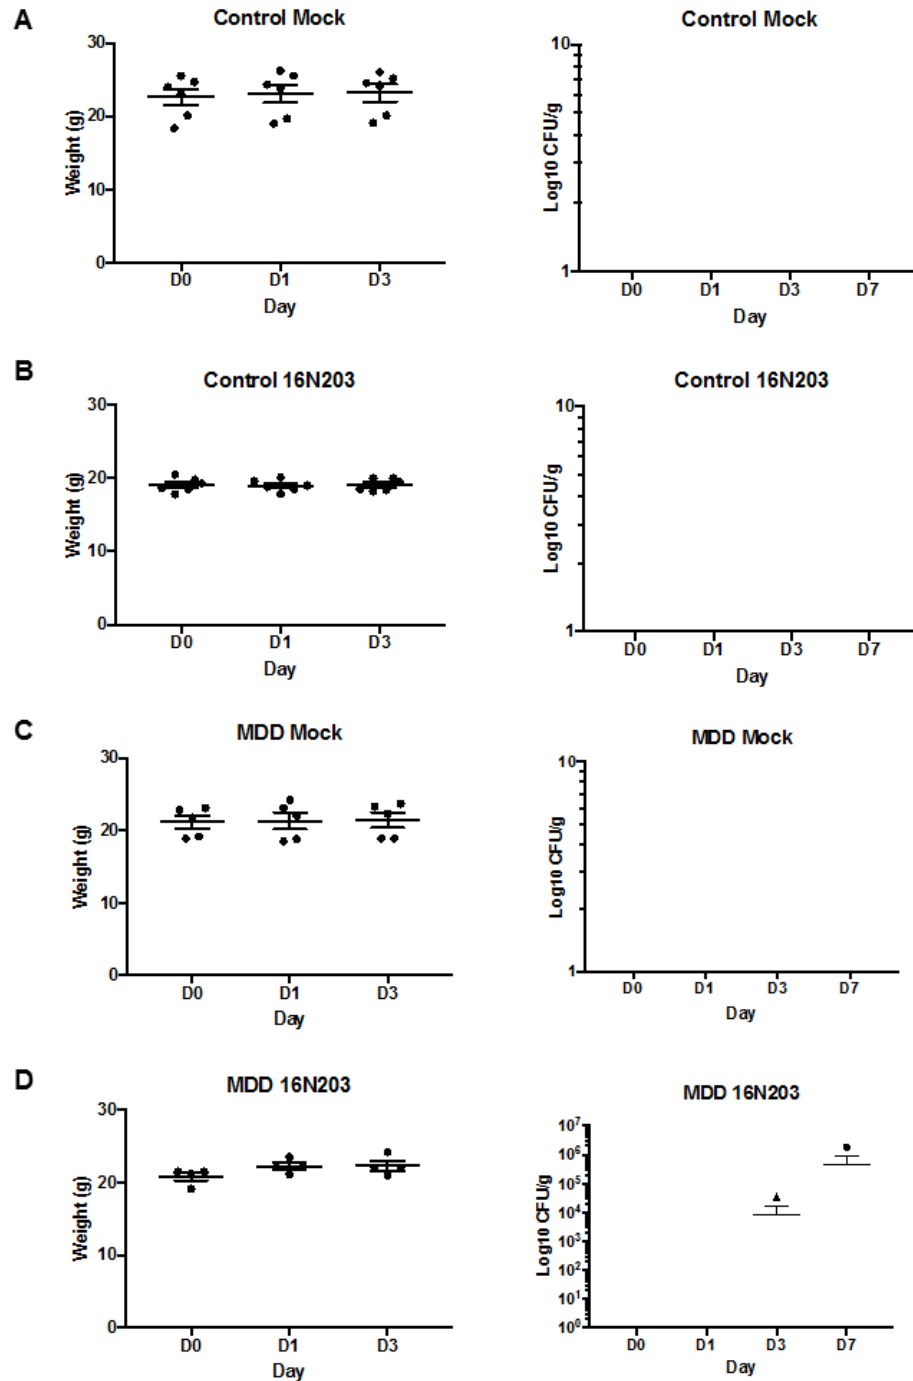 A
Control Mock
Weight (g)
30
20
10
0
D0 D1 D3
Day
Control Mock
Log10 CFU/g
10
1
D0 D1 D3 D7
Day
B
Control 16N203
Weight (g)
30
20
10
0
D0 D1 D3
Day
Control 16N203
Log10 CFU/g
10
1
D0 D1 D3 D7
Day
C
MDD Mock
Weight (g)
30
20
10
0
D0 D1 D3
Day
MDD Mock
Log10 CFU/g
10
1
D0 D1 D3 D7
Day
D
MDD 16N203
Weight (g)
30
20
10
0
D0 D1 D3
Day
MDD 16N203
Log10 CFU/g
10⁷
10⁶
10⁵
10⁴
10³
10²
10¹
10⁰
D0 D1 D3 D7
Day